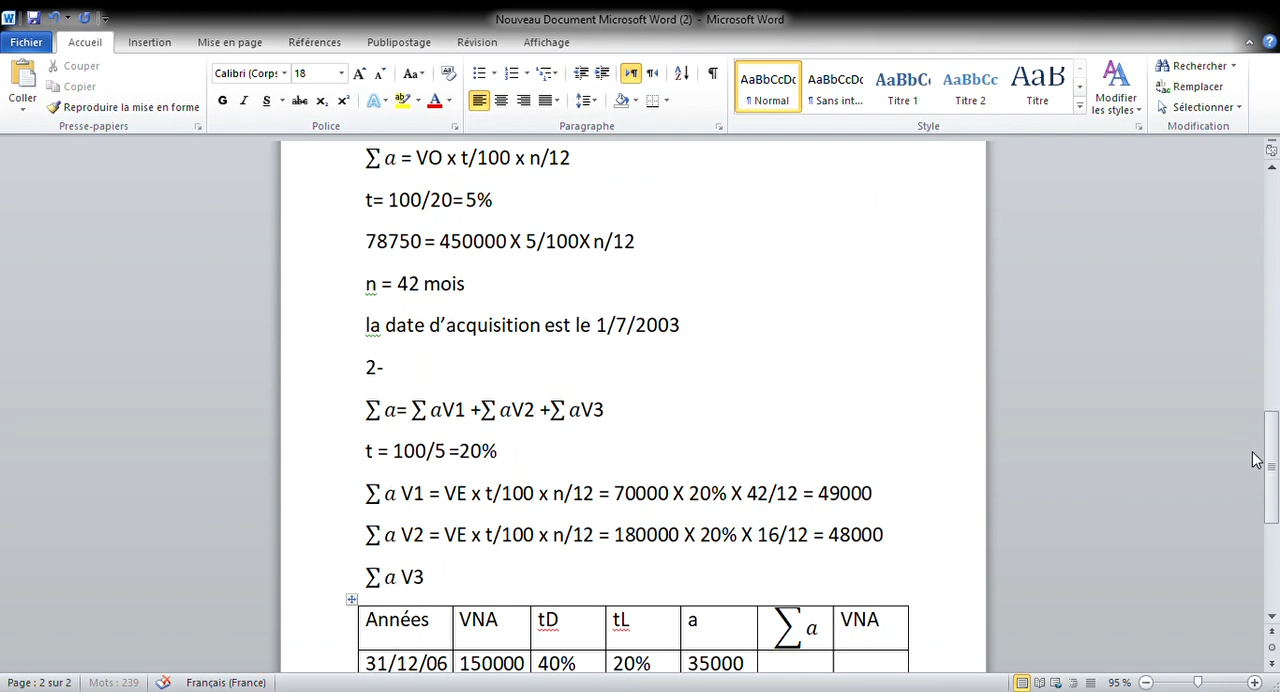 Nouveau Document Microsoft Word (2) - Microsoft Word
Fichier Accueil Insertion Mise en page Références Publipostage Révision Affichage
Coller
Couper
Copier
Reproduire la mise en forme
Presse-papiers
Calibri (Corps 18
G I S abc x₂ x² A A
Aa
Police
Paragraphe
AaBbCcDc AaBbCcDc AaBbC AaBbCc AaB
¶ Normal ¶ Sans int... Titre 1 Titre 2 Titre
Modifier les styles
Style
Rechercher
Remplacer
Sélectionner
Modification
∑ a = VO x t/100 x n/12
t= 100/20= 5%
78750 = 450000 X 5/100X n/12
n = 42 mois
la date d’acquisition est le 1/7/2003
2-
∑ a= ∑ aV1 +∑ aV2 +∑ aV3
t = 100/5 =20%
∑ a V1 = VE x t/100 x n/12 = 70000 X 20% X 42/12 = 49000
∑ a V2 = VE x t/100 x n/12 = 180000 X 20% X 16/12 = 48000
∑ a V3
Années VNA tD tL a ∑ a VNA
31/12/06 150000 40% 20% 35000
Page : 2 sur 2 Mots : 239 Français (France) 95 %